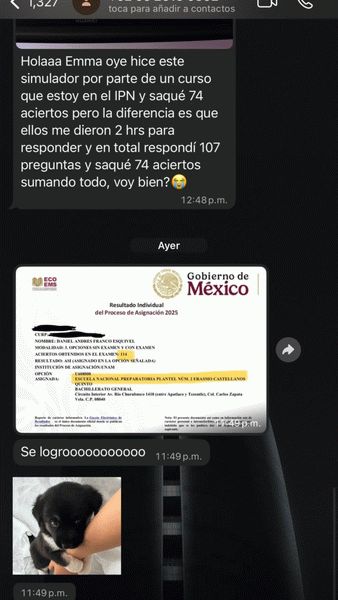 1,327
toca para añadir a contactos
Holaaa Emma oye hice este
simulador por parte de un curso
que estoy en el IPN y saqué 74
aciertos pero la diferencia es que
ellos me dieron 2 hrs para
responder y en total respondí 107
preguntas y saqué 74 aciertos
sumando todo, voy bien?😭
12:48 p.m.
Ayer
ECO
EMS
Gobierno de
México
Resultado Individual
del Proceso de Asignación 2025
CURP
NOMBRE: DANIEL ANDRES FRANCO ESQUIVEL
MODALIDAD: 3. OPCIONES SIN EXAMEN Y CON EXAMEN
ACIERTOS OBTENIDOS EN EL EXAMEN: 114
RESULTADO: ASI (ASIGNADO EN LA OPCIÓN SEÑALADA)
INSTITUCIÓN DE ASIGNACIÓN: UNAM
OPCIÓN
ASIGNADA: ESCUELA NACIONAL PREPARATORIA PLANTEL NÚM. 2 ERASMO CASTELLANOS
QUINTO
BACHILLERATO GENERAL
Circuito Interior Av. Río Churubusco 1418 (entre Apatlaco y Tezontle), Col. Carlos Zapata
Vela. C.P. 08040
11:49 p.m.
Se logrooooooooooo
11:49 p.m.
11:49 p.m.